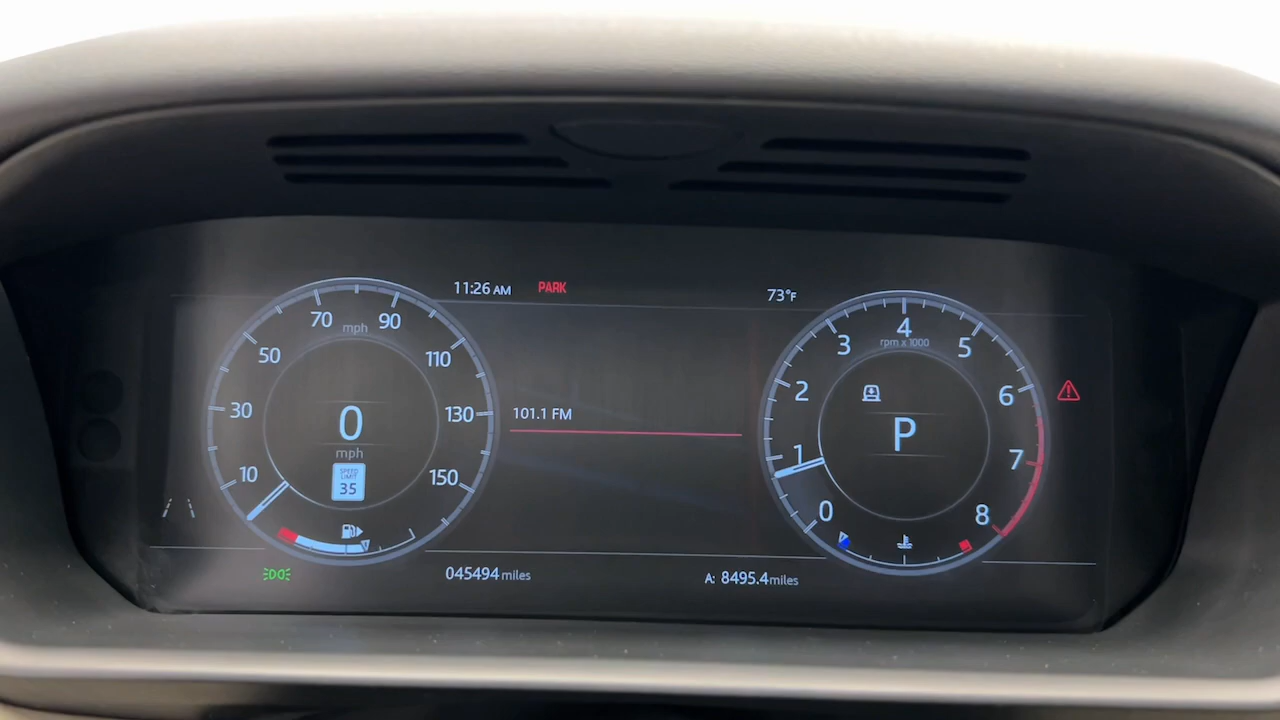 11:26 AM PARK
73°F
70 mph 90
50 110
30 130
10 150
0
mph
SPEED
LIMIT
35
101.1 FM
4
3 5
rpm x 1000
2 6
P
1 7
0 8
045494 miles
A: 8495.4 miles